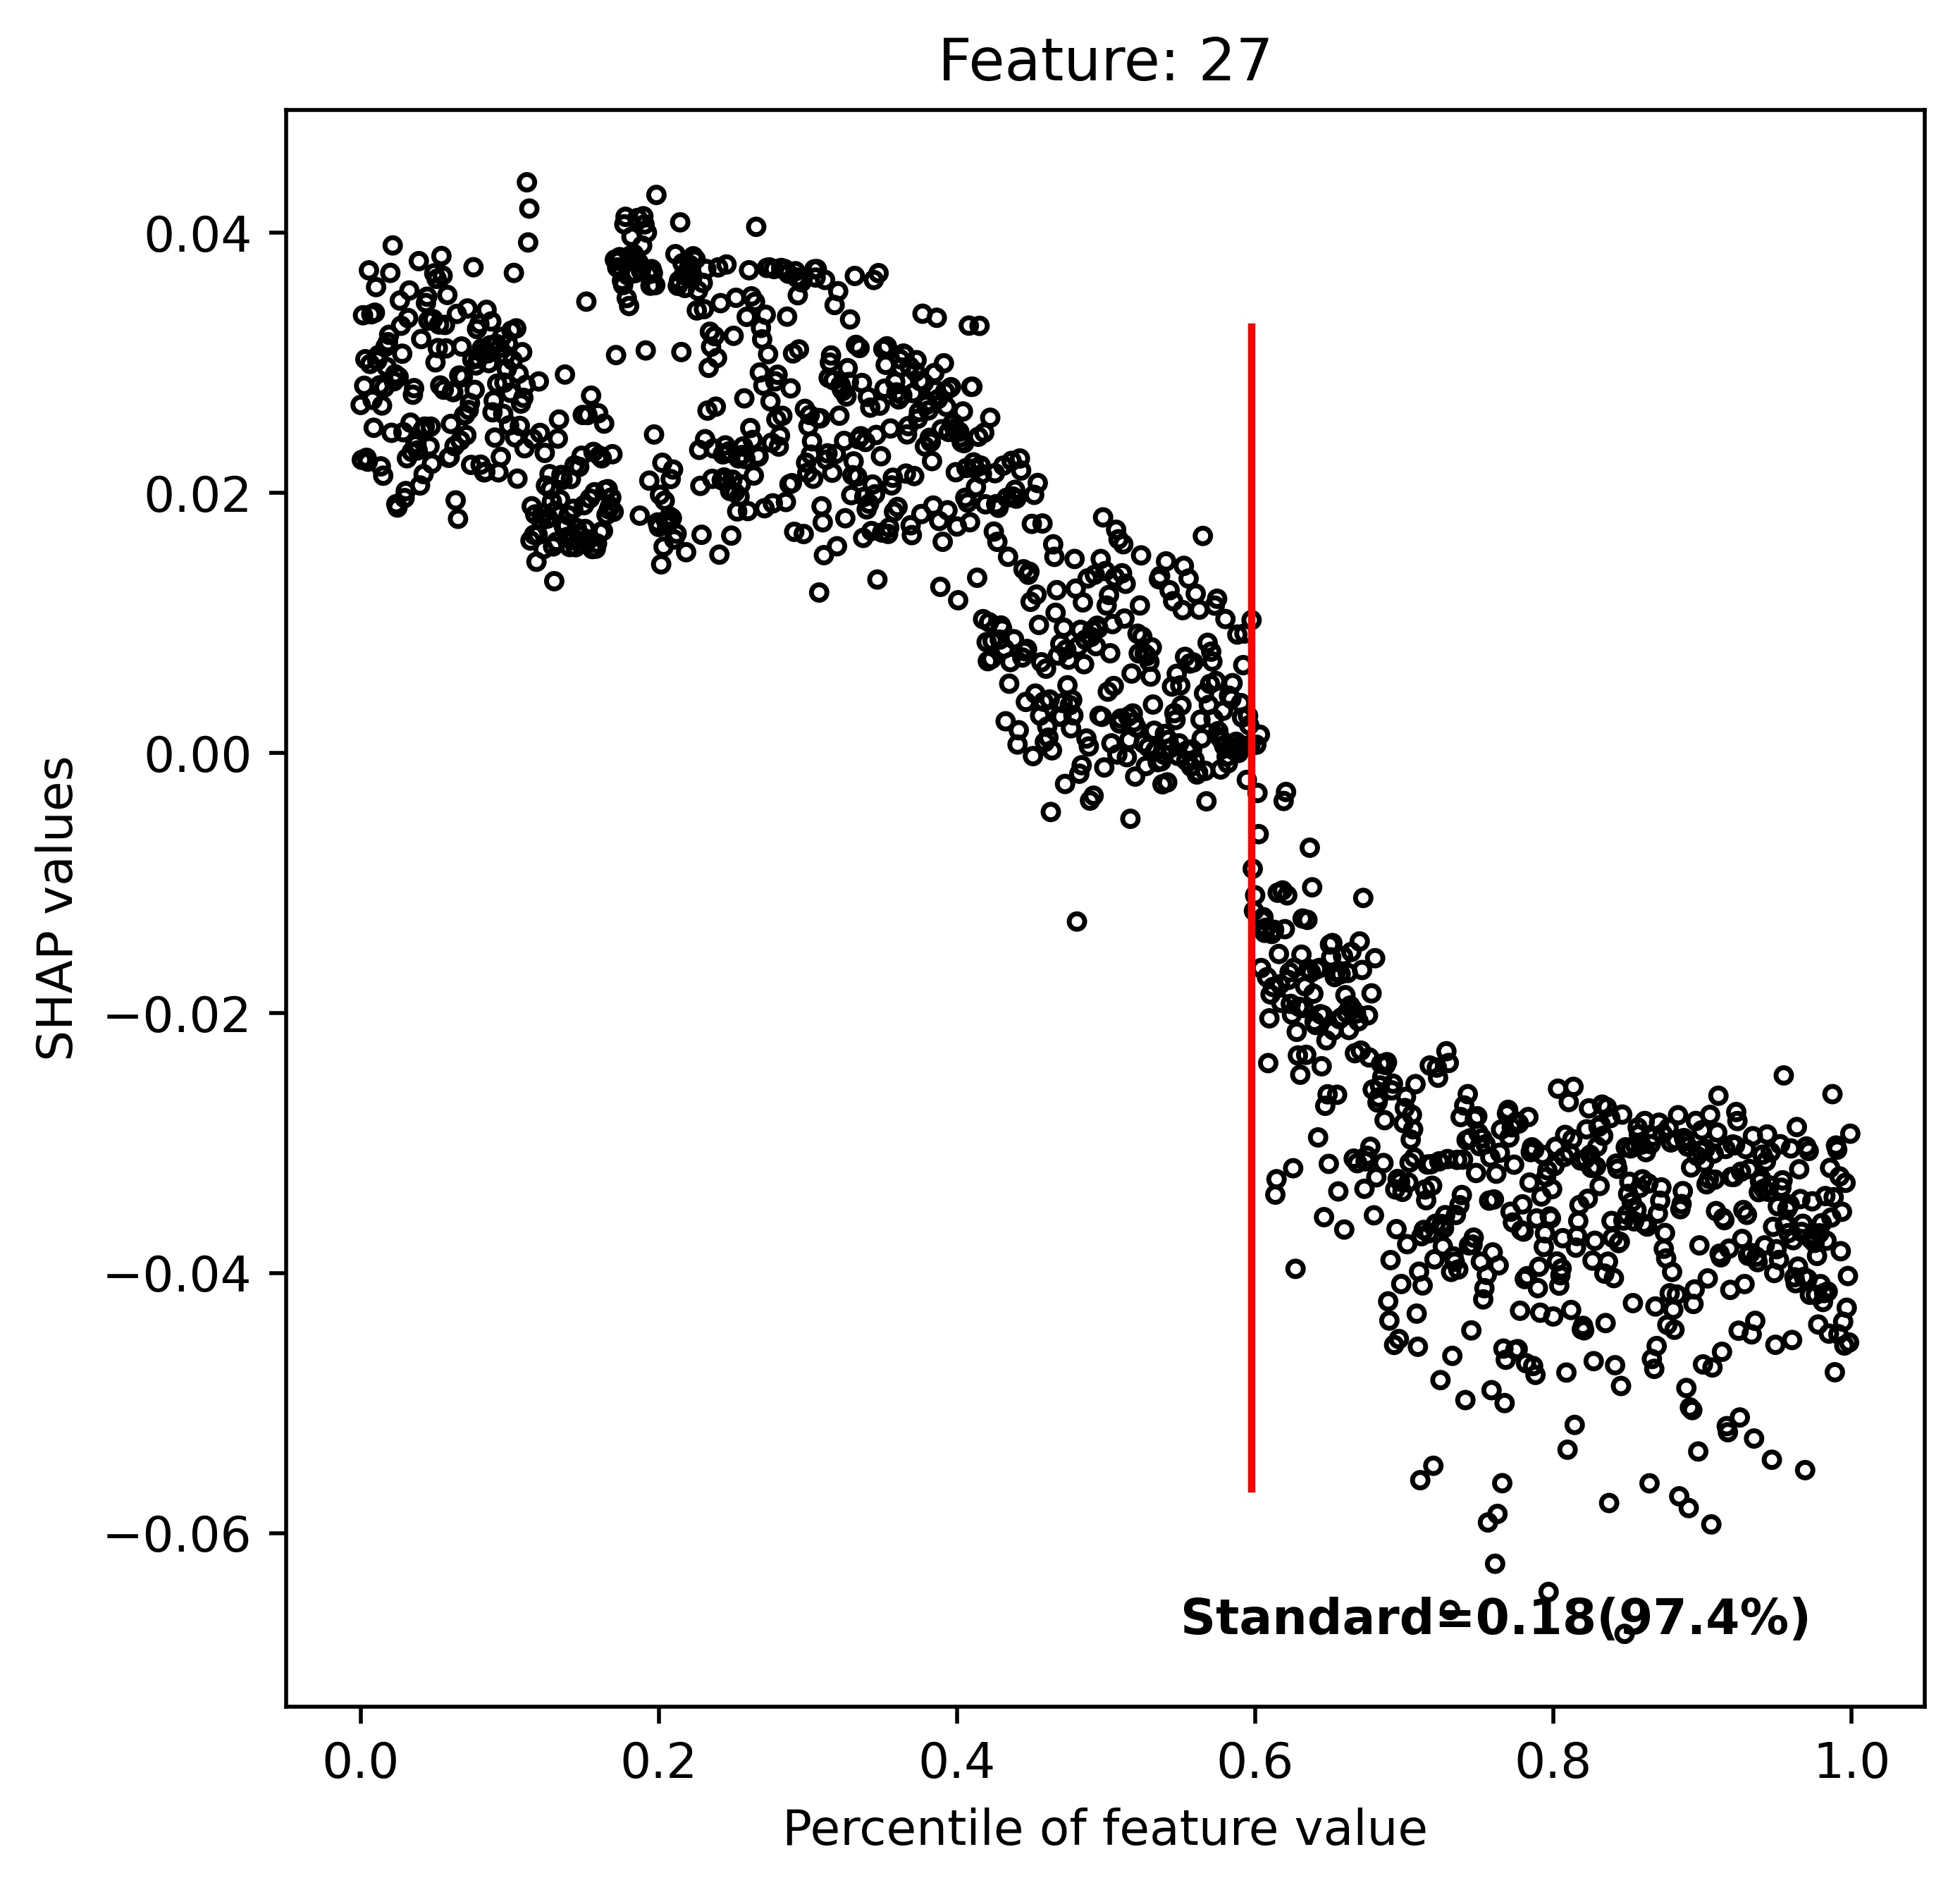 Feature: 27
SHAP values
0.04
0.02
0.00
−0.02
−0.04
−0.06
Standard=0.18(97.4%)
0.0 0.2 0.4 0.6 0.8 1.0
Percentile of feature value